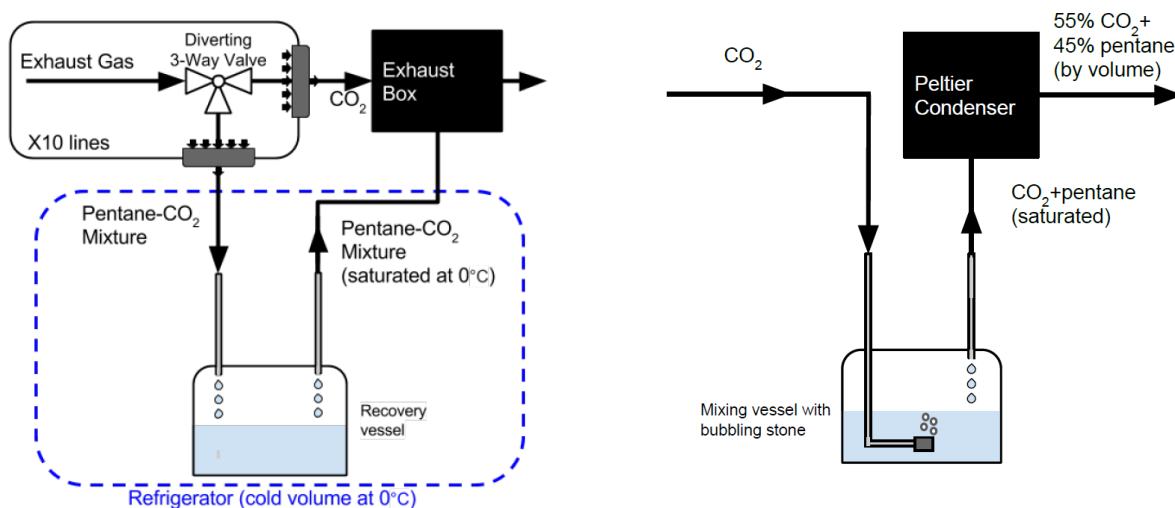 Exhaust Gas
Diverting
3-Way Valve
CO₂
Exhaust
Box
X10 lines
Pentane-CO₂
Mixture
Pentane-CO₂
Mixture
(saturated at 0°C)
Recovery
vessel
Refrigerator (cold volume at 0°C)
CO₂
Peltier
Condenser
55% CO₂+
45% pentane
(by volume)
CO₂+pentane
(saturated)
Mixing vessel with
bubbling stone